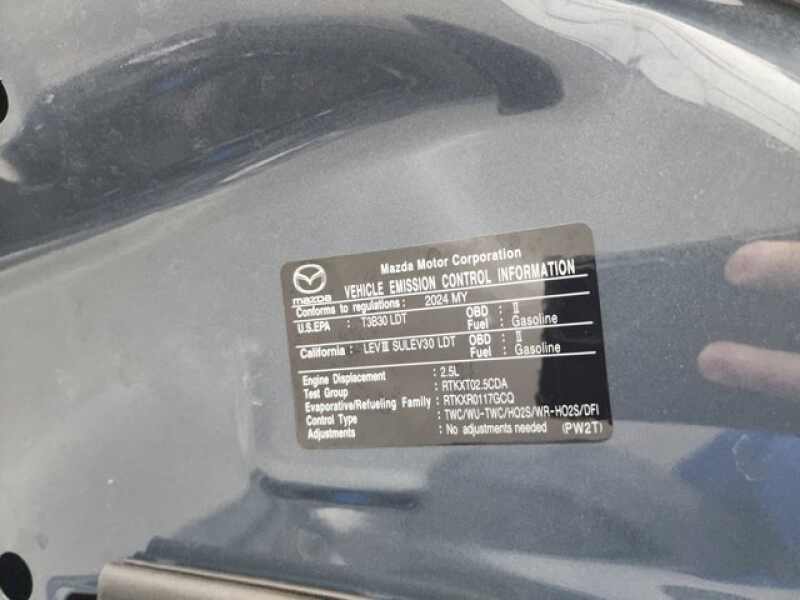 Mazda Motor Corporation
mazda
VEHICLE EMISSION CONTROL INFORMATION
Conforms to regulations: 2024 MY
U.S.EPA : T3B30 LDT OBD : II
Fuel : Gasoline
California : LEVⅢ SULEV30 LDT OBD : II
Fuel : Gasoline
Engine Displacement : 2.5L
Test Group : RTKXT02.5CDA
Evaporative/Refueling Family : RTKXR0117GCQ
Control Type : TWC/WU-TWC/HO2S/WR-HO2S/DFI
Adjustments : No adjustments needed (PW2T)